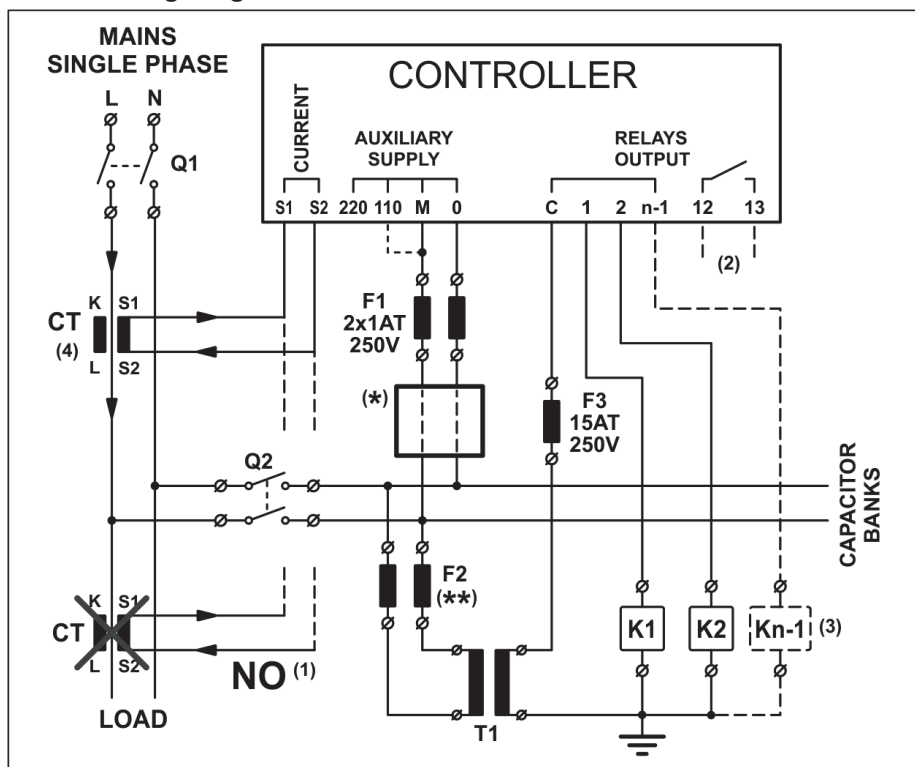 MAINS
SINGLE PHASE
L N
Q1
CONTROLLER
CURRENT
AUXILIARY
SUPPLY
RELAYS
OUTPUT
S1 S2 220 110 M 0 C 1 2 n-1 12 13
(2)
K S1
CT
(4)
L S2
F1
2x1AT
250V
(*)
F3
15AT
250V
Q2
CAPACITOR
BANKS
F2
(**)
K S1
CT
L S2
NO (1)
K1 K2 Kn-1 (3)
LOAD
T1